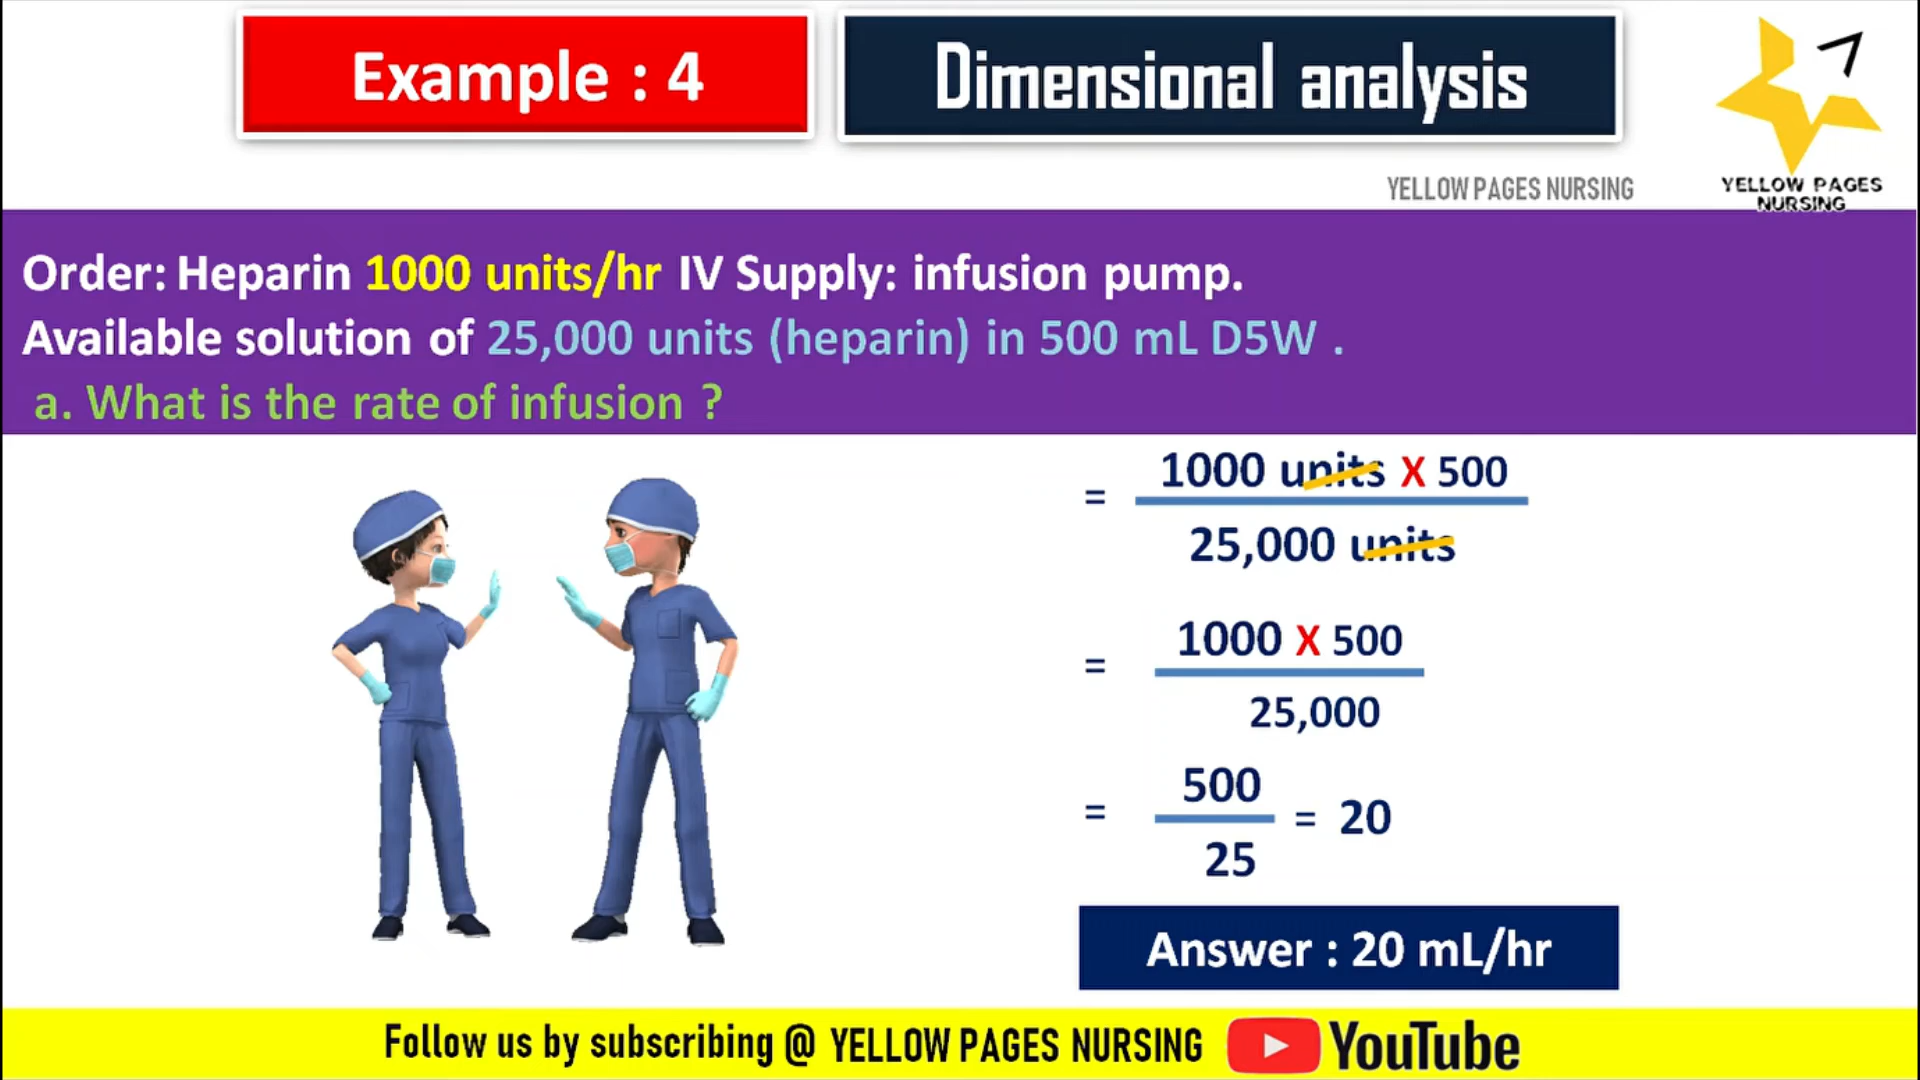 Example : 4
Dimensional analysis
YELLOW PAGES NURSING
YELLOW PAGES
NURSING
Order: Heparin 1000 units/hr IV Supply: infusion pump.
Available solution of 25,000 units (heparin) in 500 mL D5W .
a. What is the rate of infusion ?
= 1000 units X 500
25,000 units
= 1000 X 500
25,000
= 500
25
= 20
Answer : 20 mL/hr
Follow us by subscribing @ YELLOW PAGES NURSING YouTube